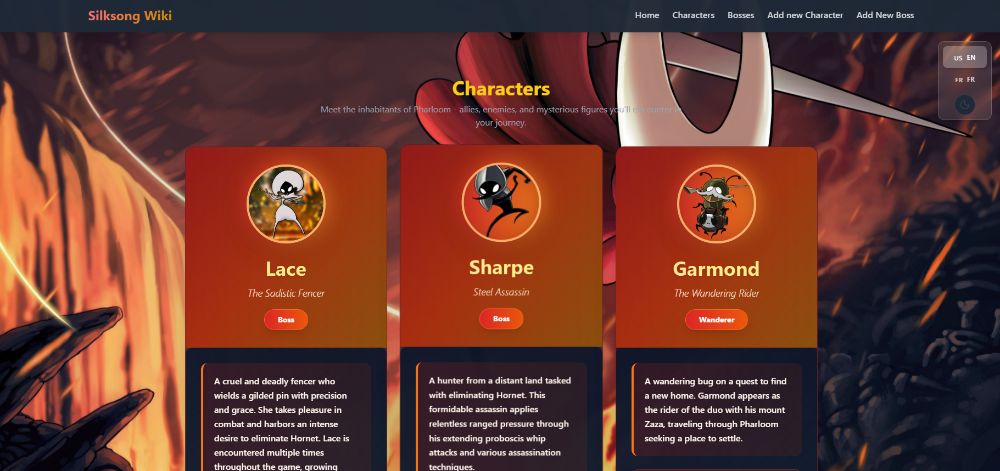 Silksong Wiki
Home Characters Bosses Add new Character Add New Boss
US EN
FR FR
Characters
Meet the inhabitants of Pharloom - allies, enemies, and mysterious figures you'll encounter in
your journey.
Lace
The Sadistic Fencer
Boss
A cruel and deadly fencer who
wields a gilded pin with precision
and grace. She takes pleasure in
combat and harbors an intense
desire to eliminate Hornet. Lace is
encountered multiple times
throughout the game, growing
Sharpe
Steel Assassin
Boss
A hunter from a distant land tasked
with eliminating Hornet. This
formidable assassin applies
relentless ranged pressure through
his extending proboscis whip
attacks and various assassination
techniques.
Garmond
The Wandering Rider
Wanderer
A wandering bug on a quest to find
a new home. Garmond appears as
the rider of the duo with his mount
Zaza, traveling through Pharloom
seeking a place to settle.